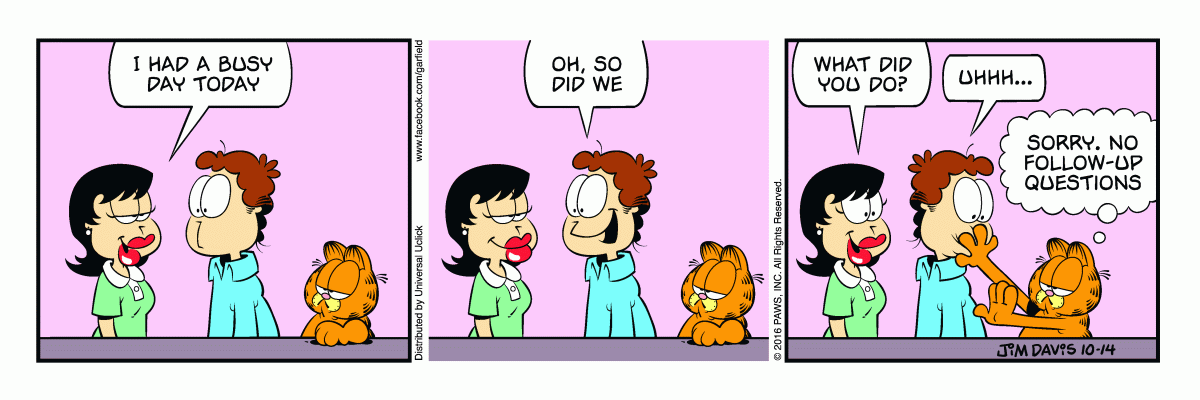 I HAD A BUSY
DAY TODAY
www.facebook.com/garfield
Distributed by Universal Uclick
OH, SO
DID WE
© 2016 PAWS, INC. All Rights Reserved.
WHAT DID
YOU DO?
UHHH...
SORRY. NO
FOLLOW-UP
QUESTIONS
JIM DAVIS 10-14